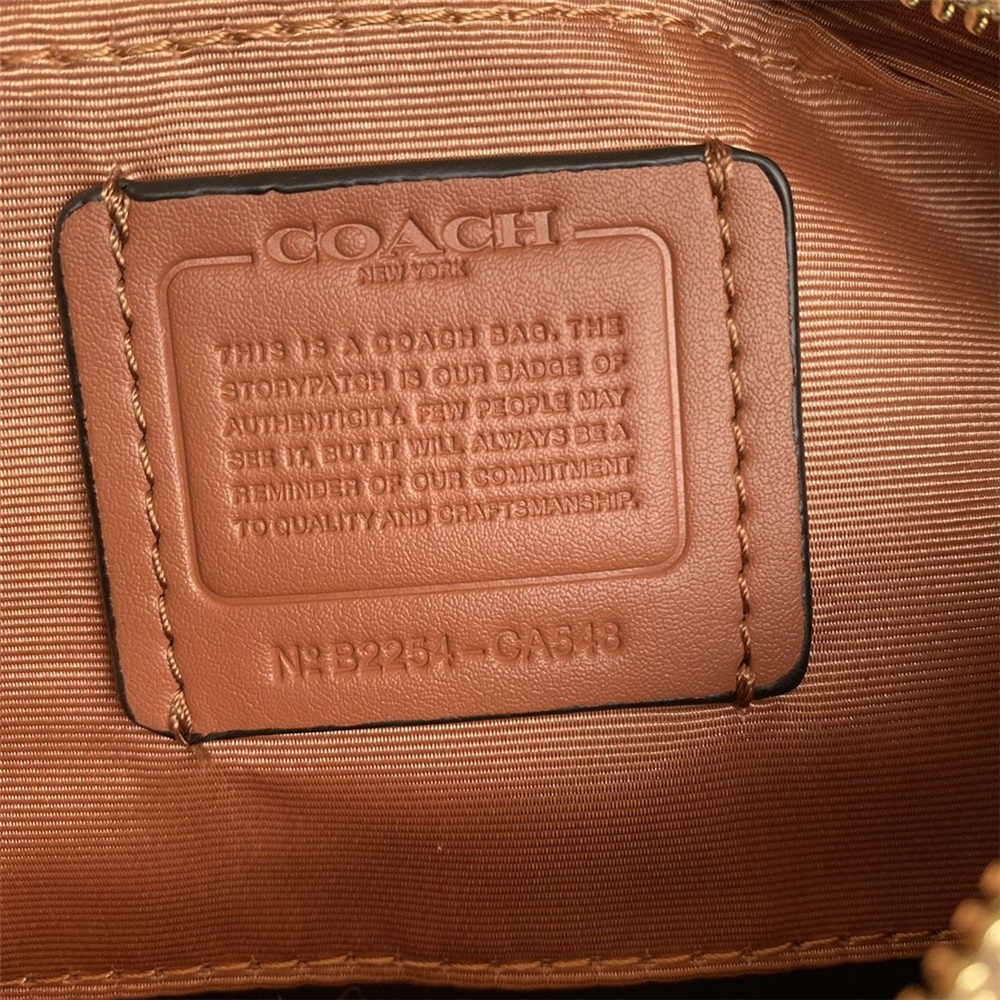 COACH
NEW YORK
THIS IS A COACH BAG. THE
STORYPATCH IS OUR BADGE OF
AUTHENTICITY. FEW PEOPLE MAY
SEE IT, BUT IT WILL ALWAYS BE A
REMINDER OF OUR COMMITMENT
TO QUALITY AND CRAFTSMANSHIP.
Nº B2254-CA548